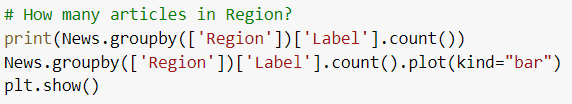 # How many articles in Region?
print(News.groupby(['Region'])['Label'].count())
News.groupby(['Region'])['Label'].count().plot(kind="bar")
plt.show()